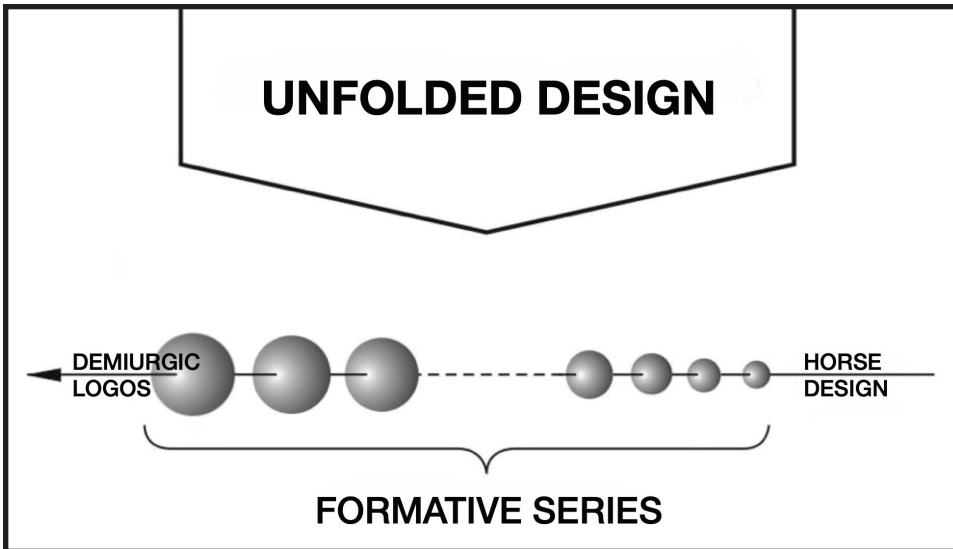 UNFOLDED DESIGN
DEMIURGIC
LOGOS
HORSE
DESIGN
FORMATIVE SERIES